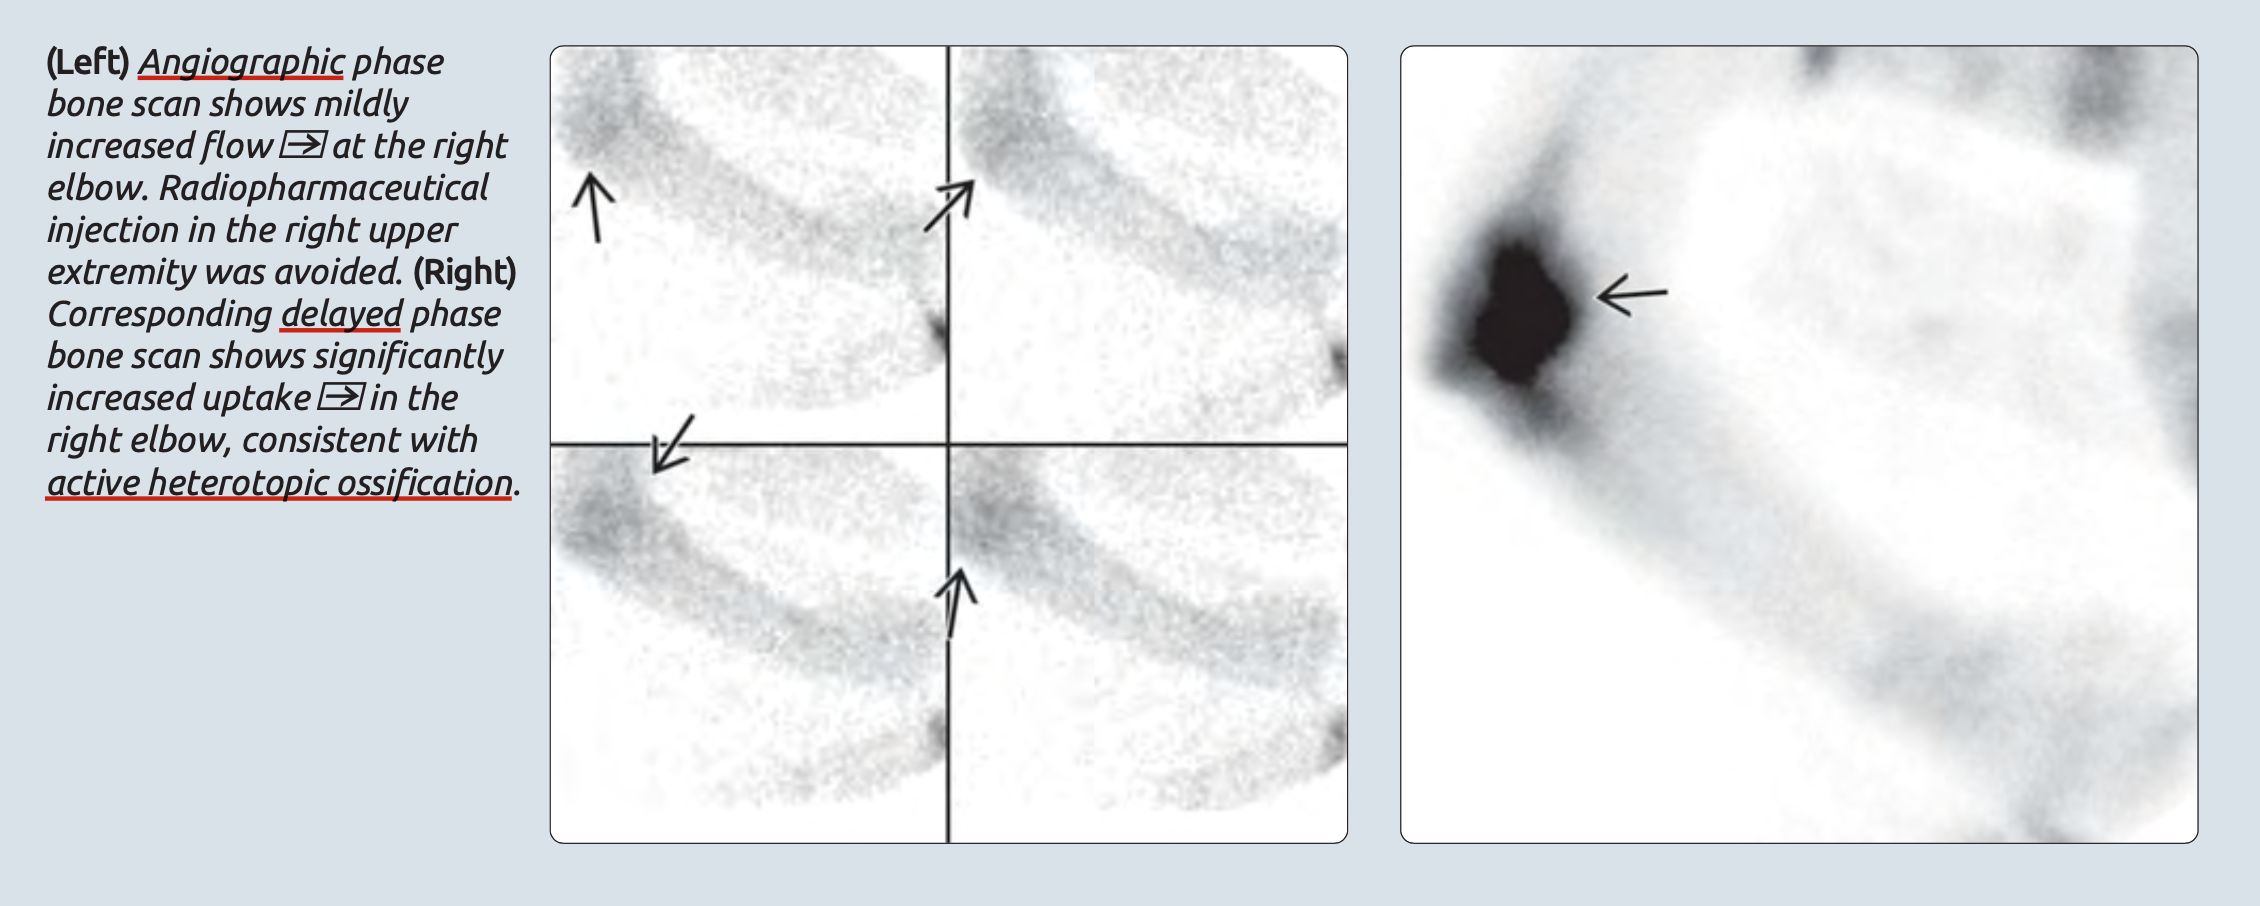 (Left) Angiographic phase
bone scan shows mildly
increased flow ➡ at the right
elbow. Radiopharmaceutical
injection in the right upper
extremity was avoided. (Right)
Corresponding delayed phase
bone scan shows significantly
increased uptake ➡ in the
right elbow, consistent with
active heterotopic ossification.